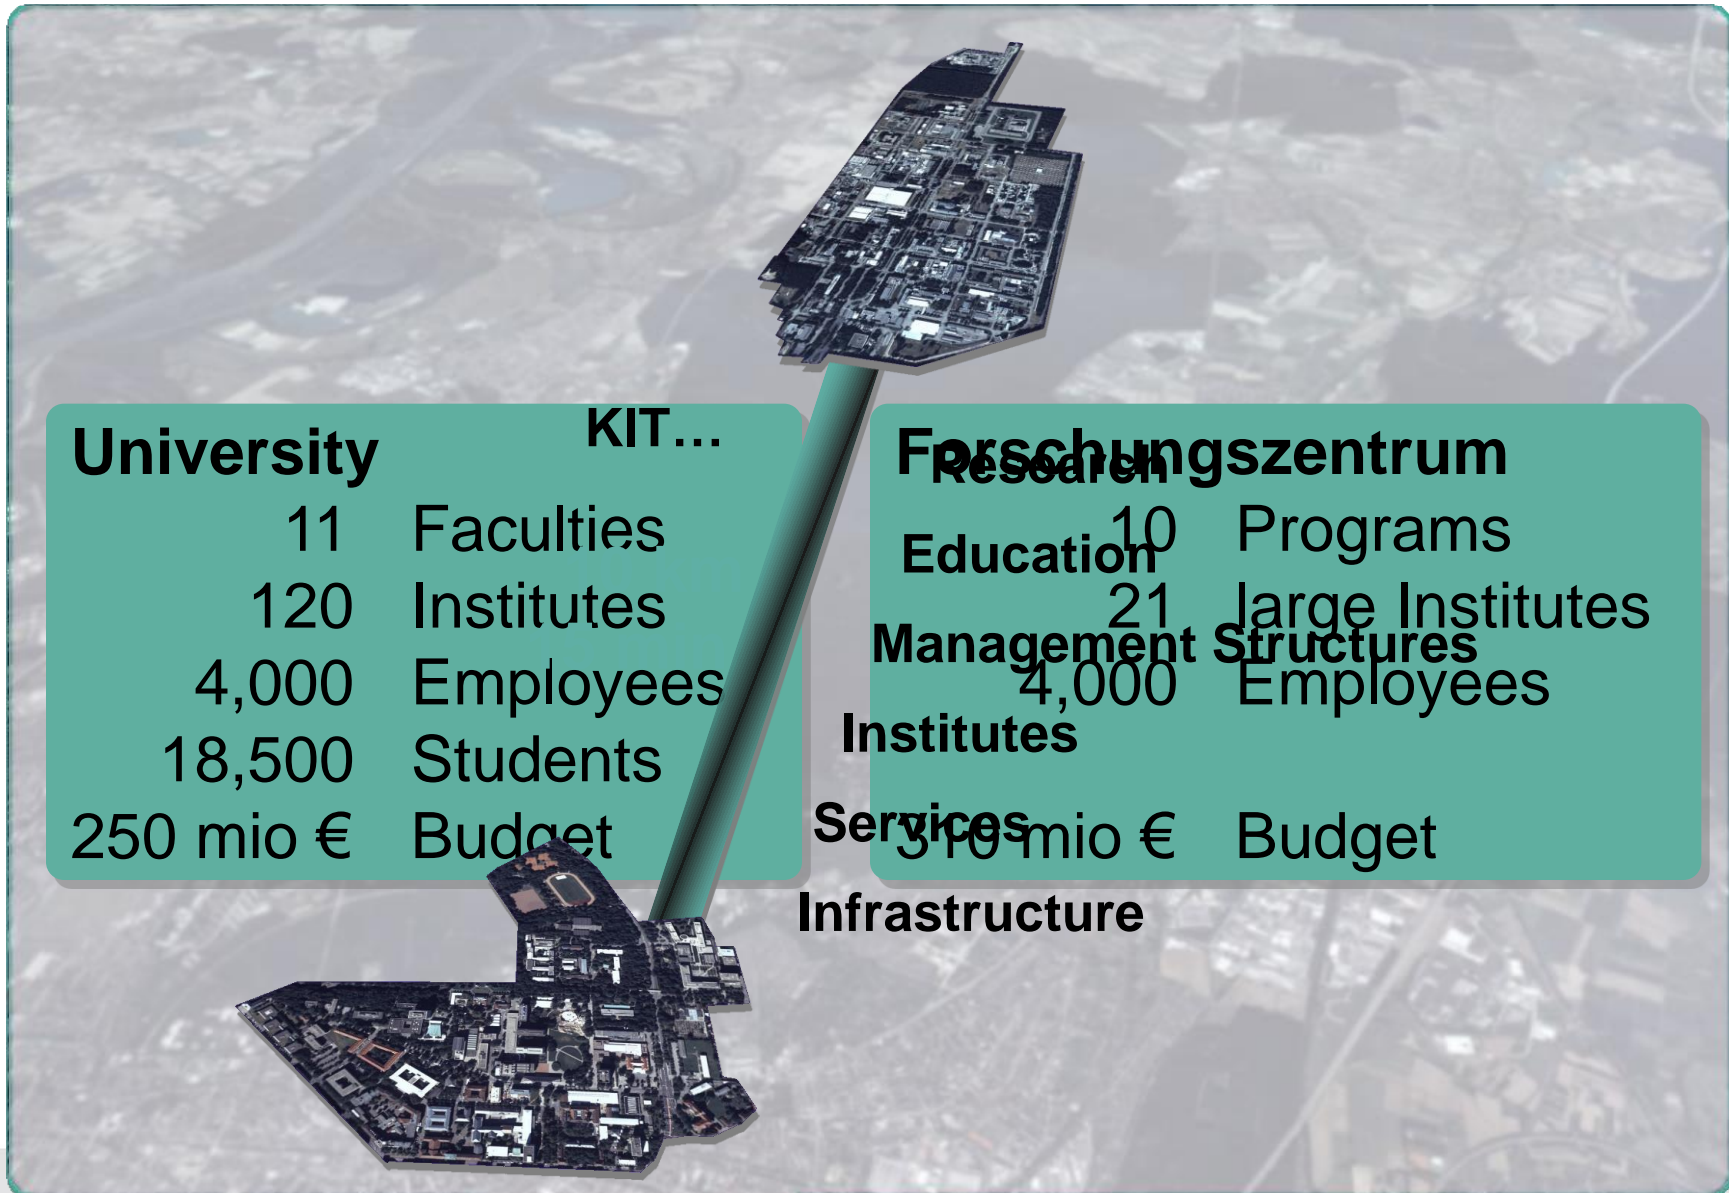 KIT…
University
11 Faculties
120 Institutes
4,000 Employees
18,500 Students
250 mio € Budget
Forschungszentrum
10 Programs
21 large Institutes
4,000 Employees
310 mio € Budget
Research
Education
Management Structures
Institutes
Services
Infrastructure